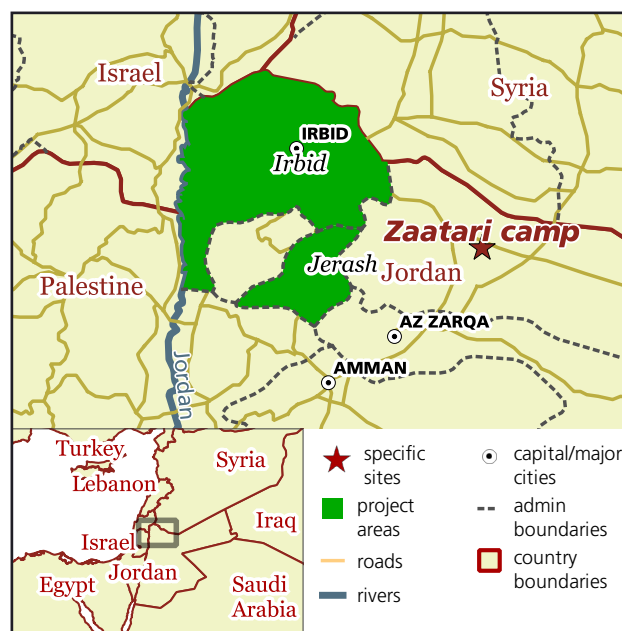 Israel
Syria
IRBID
Irbid
Zaatari camp
Jerash
Jordan
Palestine
AZ ZARQA
Jordan
AMMAN
Turkey
Syria
Lebanon
Iraq
Israel
Jordan
Egypt
Saudi
Arabia
specific
sites
capital/major
cities
project
areas
admin
boundaries
roads
country
boundaries
rivers